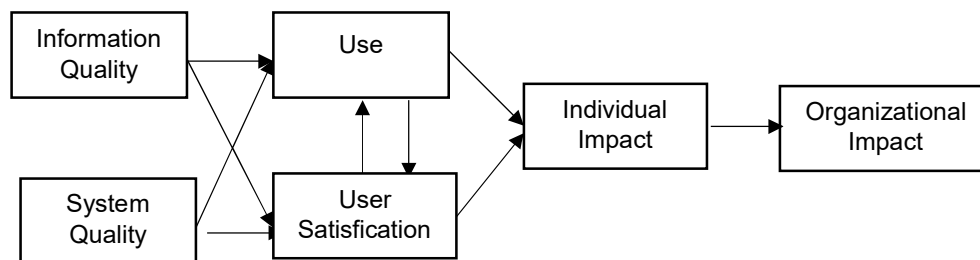 Information
Quality
Use
Individual
Impact
Organizational
Impact
System
Quality
User
Satisfication